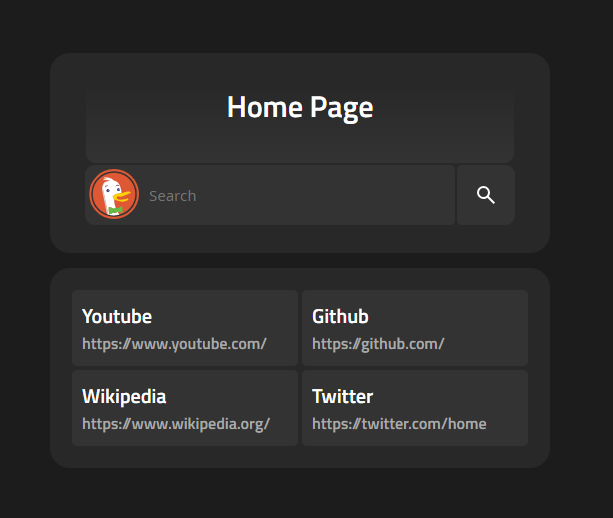 Home Page
Search
Youtube
https://www.youtube.com/
Github
https://github.com/
Wikipedia
https://www.wikipedia.org/
Twitter
https://twitter.com/home